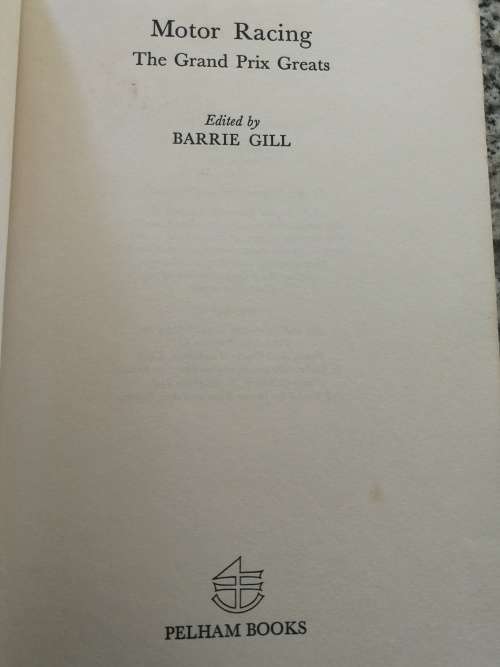 Motor Racing
The Grand Prix Greats
Edited by
BARRIE GILL
PELHAM BOOKS